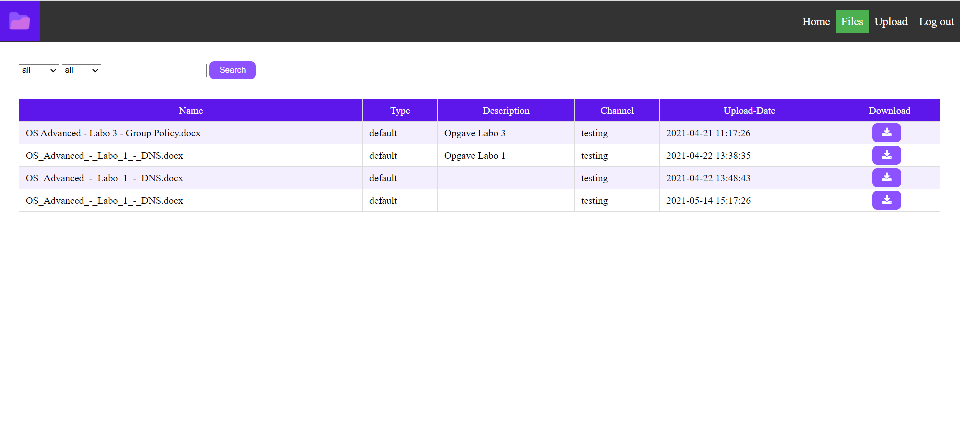 Home Files Upload Log out
all all Search
Name Type Description Channel Upload-Date Download
OS Advanced - Labo 3 - Group Policy.docx default Opgave Labo 3 testing 2021-04-21 11:17:26
OS_Advanced_-_Labo_1_-_DNS.docx default Opgave Labo 1 testing 2021-04-22 13:38:35
OS_Advanced_-_Labo_1_-_DNS.docx default testing 2021-04-22 13:48:43
OS_Advanced_-_Labo_1_-_DNS.docx default testing 2021-05-14 15:17:26